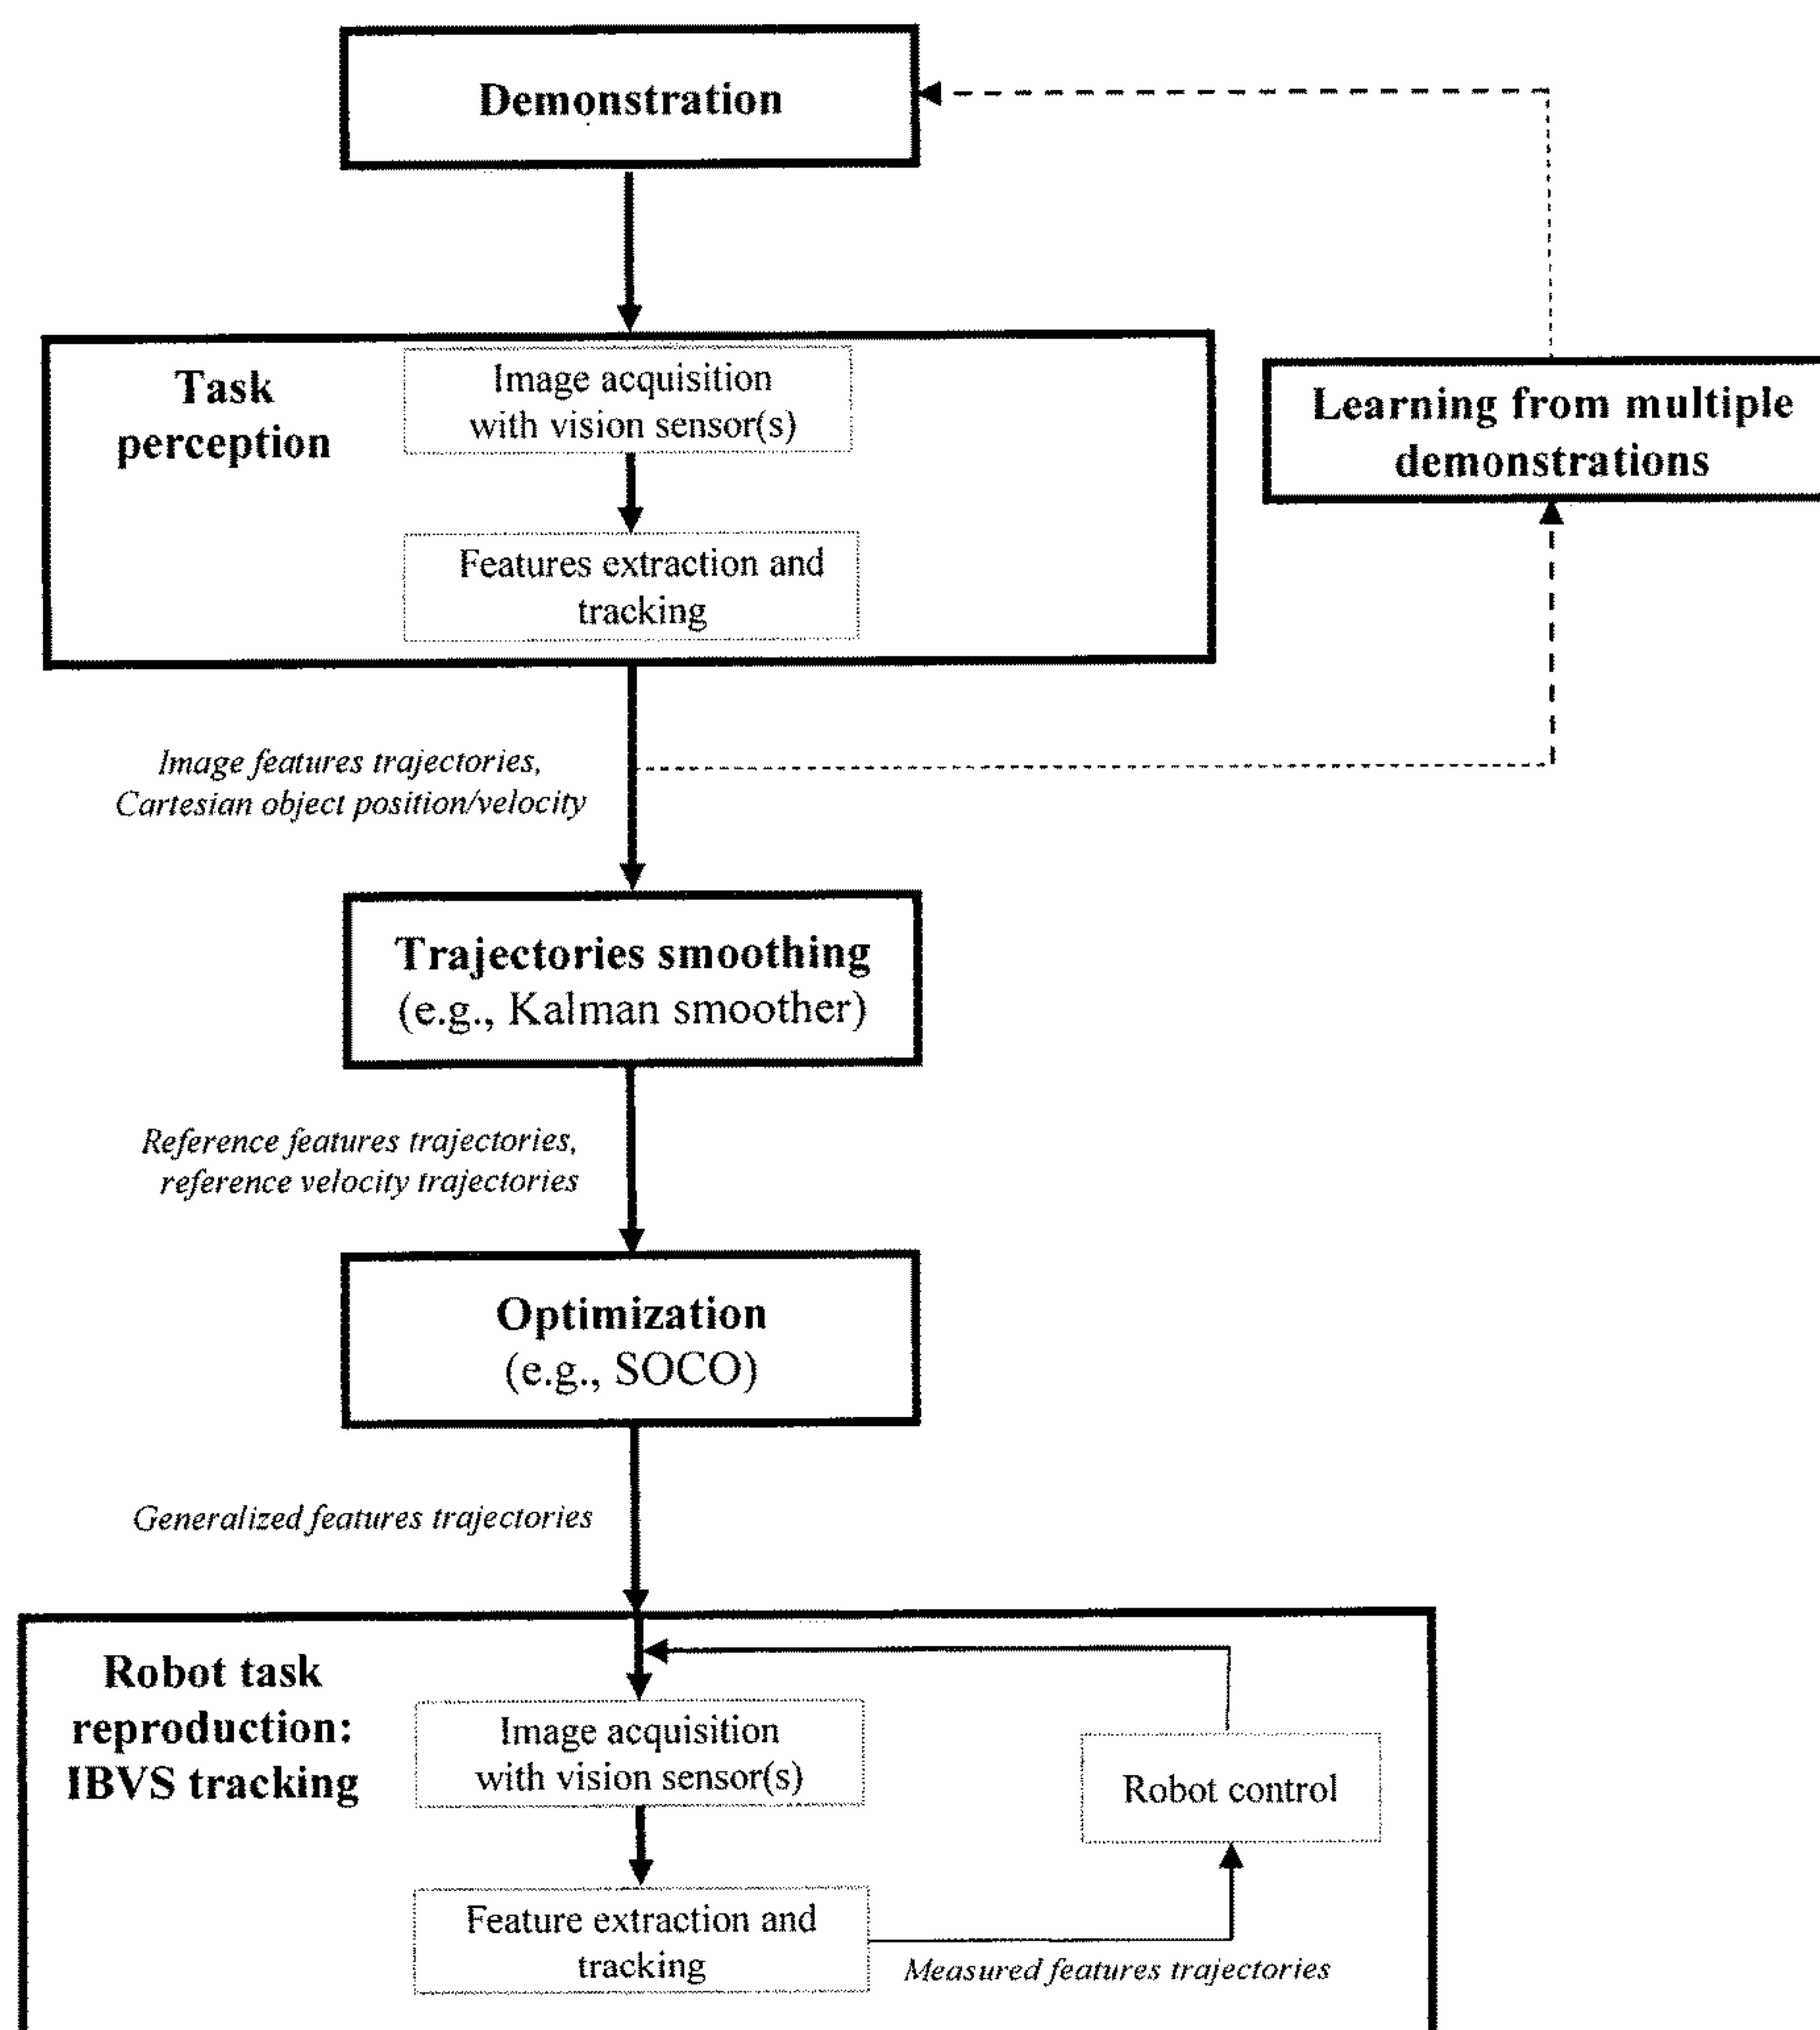 Demonstration
Task
perception
Image acquisition
with vision sensor(s)
Features extraction and
tracking
Learning from multiple
demonstrations
Image features trajectories,
Cartesian object position/velocity
Trajectories smoothing
(e.g., Kalman smoother)
Reference features trajectories,
reference velocity trajectories
Optimization
(e.g., SOCO)
Generalized features trajectories
Robot task
reproduction:
IBVS tracking
Image acquisition
with vision sensor(s)
Robot control
Feature extraction and
tracking
Measured features trajectories